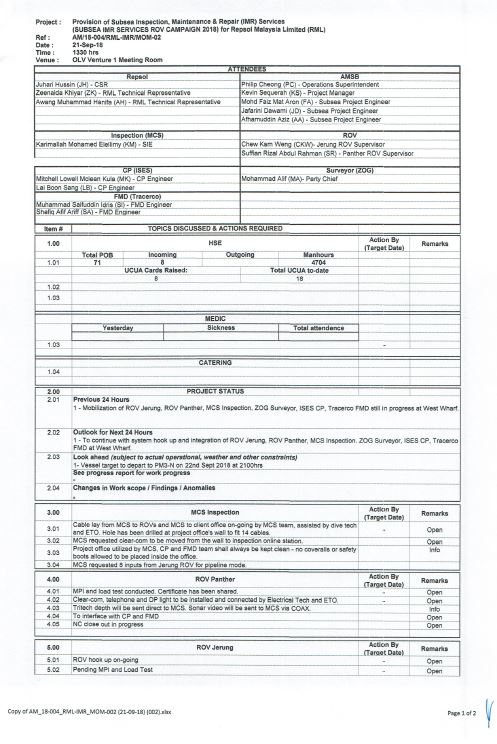 Project : Provision of Subsea Inspection, Maintenance & Repair (IMR) Services
(SUBSEA IMR SERVICES ROV CAMPAIGN 2018) for Repsol Malaysia Limited (RML)
Ref : AM/18-004/RML-IMR/MOM-02
Date : 21-Sep-18
Time : 1330 hrs
Venue : OLV Venture 1 Meeting Room
ATTENDEES
Repsol AMSB
Juhari Hussin (JH) - CSR Philip Cheong (PC) - Operations Superintendent
Zeenaida Khiyar (ZK) - RML Technical Representative Kevin Sequerah (KS) - Project Manager
Awang Muhammad Hanifa (AH) - RML Technical Representative Mohd Faiz Mat Aron (FA) - Subsea Project Engineer
Jafarini Dawami (JD) - Subsea Project Engineer
Afhamuddin Aziz (AA) - Subsea Project Engineer
Inspection (MCS) ROV
Karimallah Mohamed Elellimy (KM) - SIE Chew Kam Weng (CKW)- Jerung ROV Supervisor
Suffian Rizal Abdul Rahman (SR) - Panther ROV Supervisor
CP (ISES) Surveyor (ZOG)
Mitchell Lowell Mclean Kula (MK) - CP Engineer Mohammad Alif (MA)- Party Chief
Lai Boon Sang (LB) - CP Engineer
FMD (Tracerco)
Muhammad Saifuddin Idris (SI) - FMD Engineer
Shafiq Afif Ariff (SA) - FMD Engineer
Item # TOPICS DISCUSSED & ACTIONS REQUIRED
1.00 HSE Action By (Target Date) Remarks
Total POB Incoming Outgoing Manhours
1.01 71 8 4704
UCUA Cards Raised: Total UCUA to-date
8 18
1.02
1.03
MEDIC
Yesterday Sickness Total attendence
1.03 -
CATERING
1.04
2.00 PROJECT STATUS
2.01 Previous 24 Hours
1 - Mobilization of ROV Jerung, ROV Panther, MCS Inspection, ZOG Surveyor, ISES CP, Tracerco FMD still in progress at West Wharf.
2.02 Outlook for Next 24 Hours
1 - To continue with system hook up and integration of ROV Jerung, ROV Panther, MCS Inspection, ZOG Surveyor, ISES CP, Tracerco
FMD at West Wharf.
2.03 Look ahead (subject to actual operational, weather and other constraints)
1- Vessel target to depart to PM3-N on 22nd Sept 2018 at 2100hrs
See progress report for work progress
-
2.04 Changes in Work scope / Findings / Anomalies
3.00 MCS Inspection Action By (Target Date) Remarks
3.01 Cable lay from MCS to ROVs and MCS to client office on-going by MCS team, assisted by dive tech
and ETO. Hole has been drilled at project office's wall to fit 14 cables. - Open
3.02 MCS requested clear-com to be moved from the wall to inspection online station. Open
3.03 Project office utilized by MCS, CP and FMD team shall always be kept clean - no coveralls or safety Info
boots allowed to be placed inside the office.
3.04 MCS requested 8 inputs from Jerung ROV for pipeline mode.
4.00 ROV Panther Action By (Target Date) Remarks
4.01 MPI and load test conducted. Certificate has been shared. - Open
4.02 Clear-com, telephone and DP light to be installed and connected by Electrical Tech and ETO. - Open
4.03 Tritech depth will be sent direct to MCS. Sonar video will be sent to MCS via COAX. Info
4.04 To interface with CP and FMD Open
4.05 NC close out in progress Open
5.00 ROV Jerung Action By (Target Date) Remarks
5.01 ROV hook up on-going - Open
5.02 Pending MPI and Load Test - Open
Copy of AM_18-004_RML-IMR_MOM-002 (21-09-18) (002).xlsx Page 1 of 2